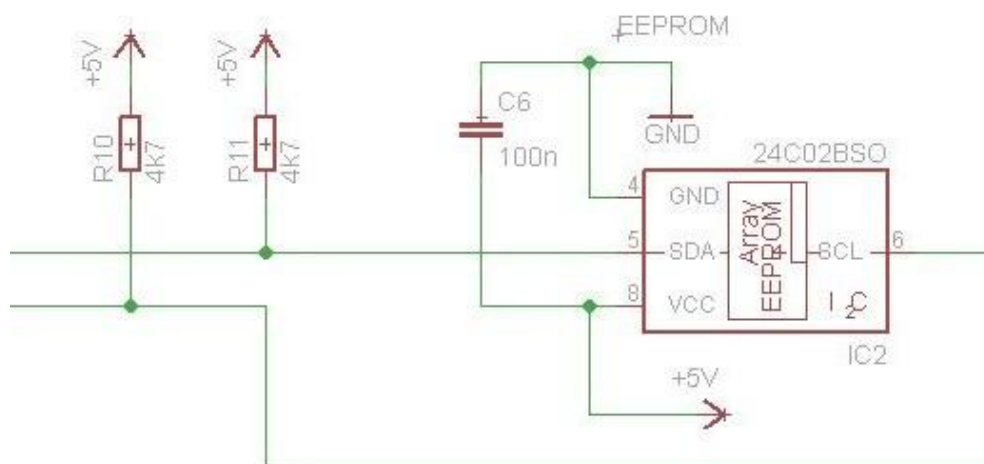 EEPROM
+5V
+5V
R10
4k7
R11
4k7
C6
100n
GND
24C02BSO
4
GND
5
SDA
Array
EEPROM
SCL
6
8
VCC
I2C
IC2
+5V